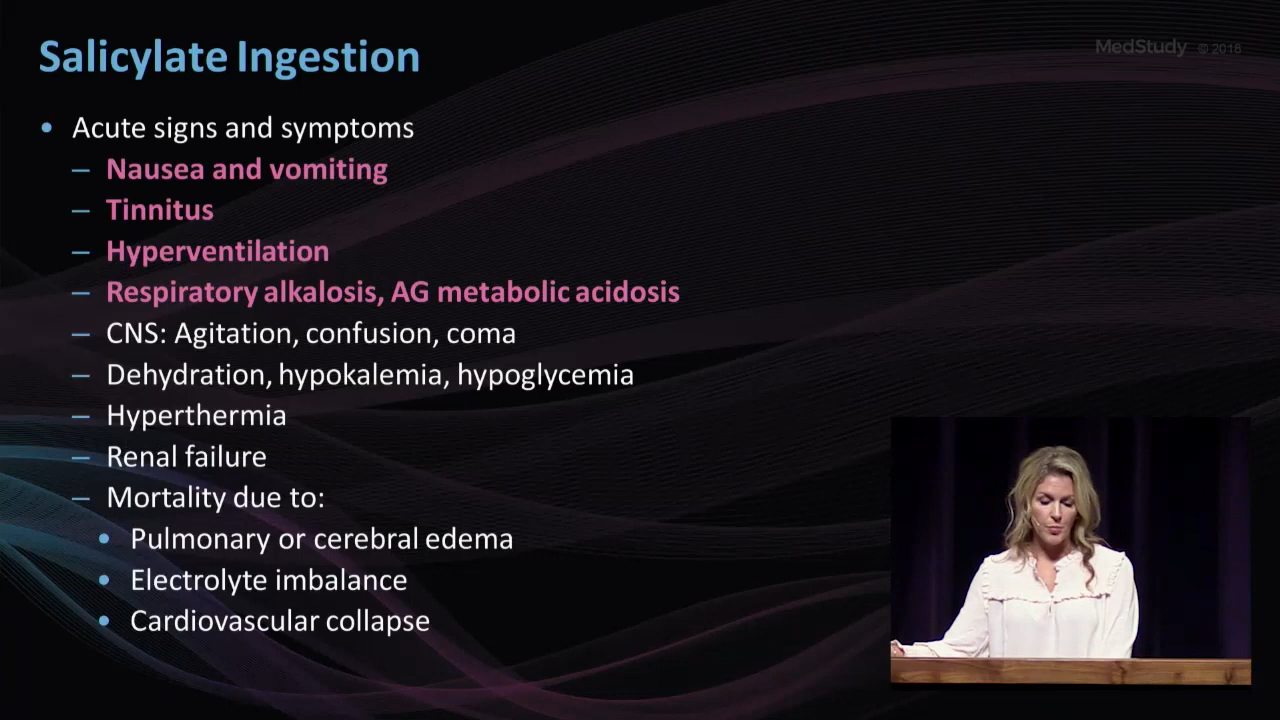 Salicylate Ingestion
MedStudy © 2016
• Acute signs and symptoms
– Nausea and vomiting
– Tinnitus
– Hyperventilation
– Respiratory alkalosis, AG metabolic acidosis
– CNS: Agitation, confusion, coma
– Dehydration, hypokalemia, hypoglycemia
– Hyperthermia
– Renal failure
– Mortality due to:
• Pulmonary or cerebral edema
• Electrolyte imbalance
• Cardiovascular collapse